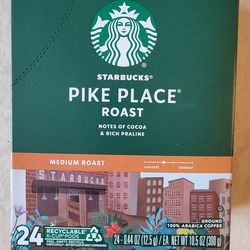 STARBUCKS®
PIKE PLACE®
ROAST
NOTES OF COCOA
& RICH PRALINE
MEDIUM ROAST
STARBUCKS
GROUND
100% ARABICA COFFEE
24 RECYCLABLE
K-CUP® PODS
24 - 0.44 OZ (12.5 g) / EA NET WT 10.5 OZ (300 g)